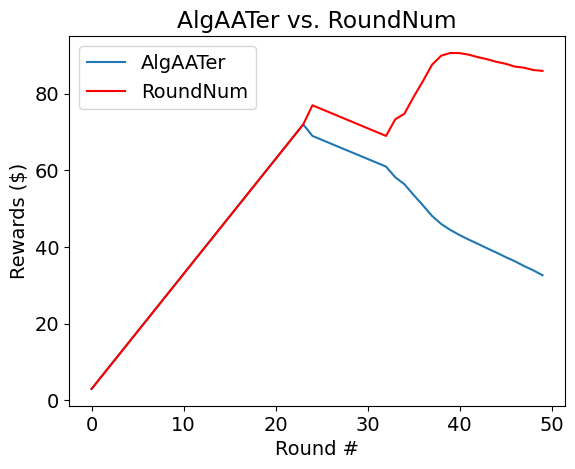 AlgAATer vs. RoundNum
AlgAATer
RoundNum
Rewards ($)
80
60
40
20
0
0 10 20 30 40 50
Round #